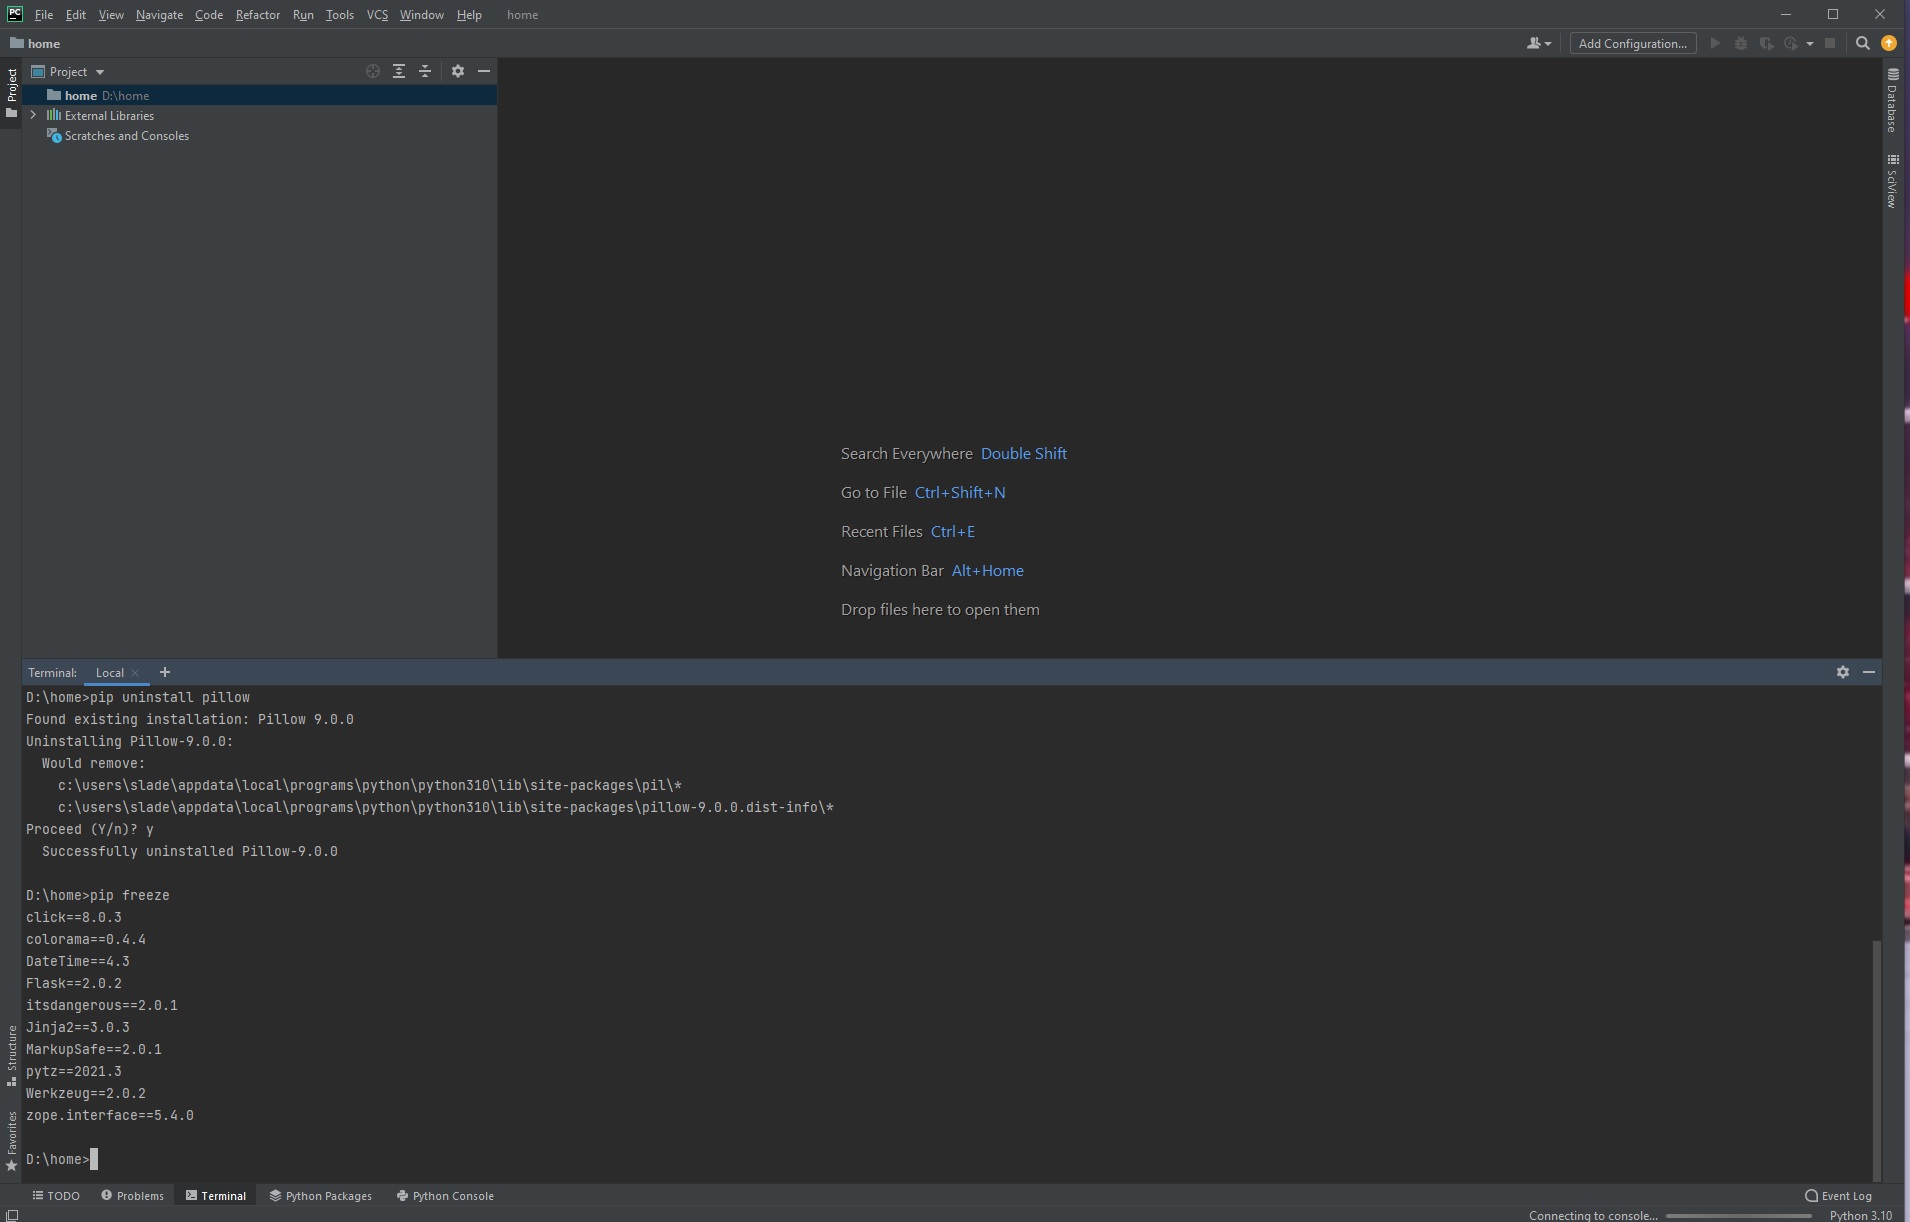 PC File Edit View Navigate Code Refactor Run Tools VCS Window Help home
home
Add Configuration...
Project
home D:\home
External Libraries
Scratches and Consoles
Project
Database
SciView
Search Everywhere Double Shift
Go to File Ctrl+Shift+N
Recent Files Ctrl+E
Navigation Bar Alt+Home
Drop files here to open them
Terminal: Local
D:\home>pip uninstall pillow
Found existing installation: Pillow 9.0.0
Uninstalling Pillow-9.0.0:
Would remove:
c:\users\slade\appdata\local\programs\python\python310\lib\site-packages\pil\*
c:\users\slade\appdata\local\programs\python\python310\lib\site-packages\pillow-9.0.0.dist-info\*
Proceed (Y/n)? y
Successfully uninstalled Pillow-9.0.0
D:\home>pip freeze
click==8.0.3
colorama==0.4.4
DateTime==4.3
Flask==2.0.2
itsdangerous==2.0.1
Jinja2==3.0.3
MarkupSafe==2.0.1
pytz==2021.3
Werkzeug==2.0.2
zope.interface==5.4.0
D:\home>
Structure
Favorites
TODO Problems Terminal Python Packages Python Console Event Log
Connecting to console... Python 3.10